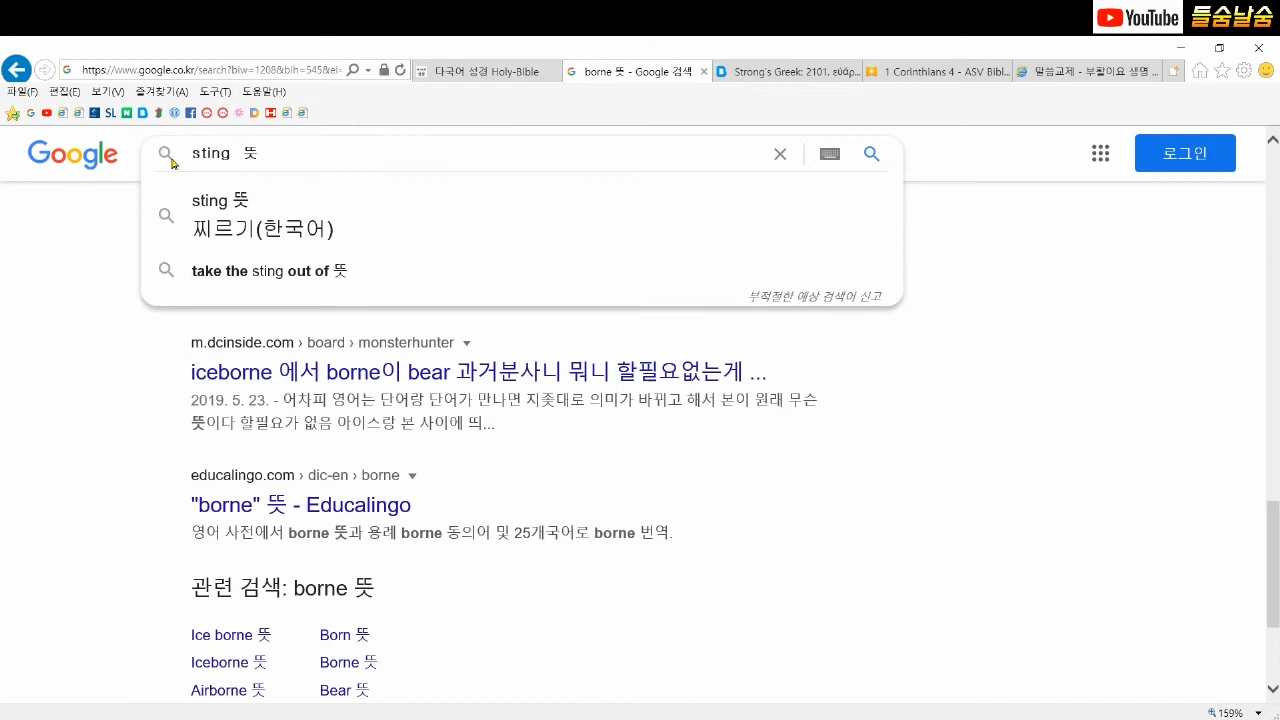 YouTube 들숨날숨
https://www.google.co.kr/search?biw=1208&bih=545&ei= 다국어 성경 Holy-Bible borne 뜻 - Google 검색 Strong's Greek: 2101. εὐάρ... 1 Corinthians 4 - ASV Bibl... 말씀교제 - 부활이요 생명 ...
파일(F) 편집(E) 보기(V) 즐겨찾기(A) 도구(T) 도움말(H)
Google sting 뜻 로그인
sting 뜻
찌르기(한국어)
take the sting out of 뜻
부적절한 예상 검색어 신고
m.dcinside.com › board › monsterhunter
iceborne 에서 borne이 bear 과거분사니 뭐니 할필요없는게 ...
2019. 5. 23. - 어차피 영어는 단어랑 단어가 만나면 지좆대로 의미가 바뀌고 해서 본이 원래 무슨
뜻이다 할필요가 없음 아이스랑 본 사이에 띄...
educalingo.com › dic-en › borne
"borne" 뜻 - Educalingo
영어 사전에서 borne 뜻과 용례 borne 동의어 및 25개국어로 borne 번역.
관련 검색: borne 뜻
Ice borne 뜻 Born 뜻
Iceborne 뜻 Borne 뜻
Airborne 뜻 Bear 뜻
159%